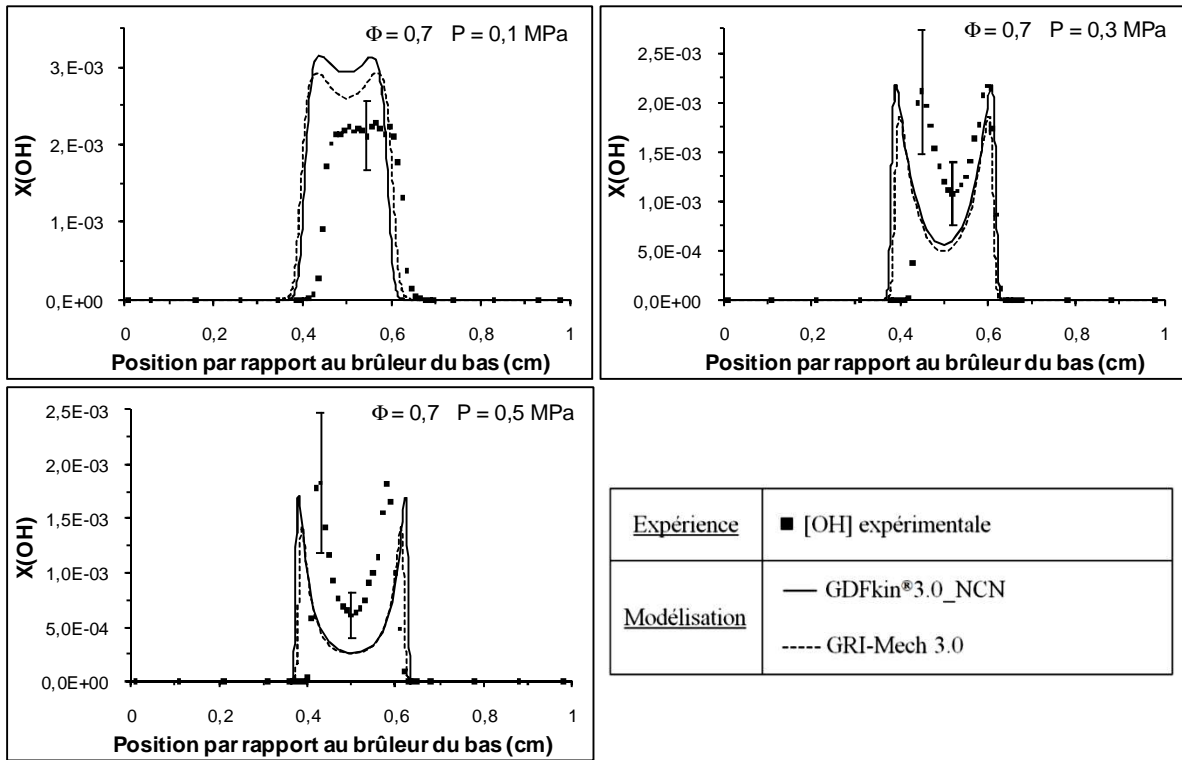 Φ = 0,7 P = 0,1 MPa
3,E-03
2,E-03
1,E-03
0,E+00
X(OH)
0 0,2 0,4 0,6 0,8 1
Position par rapport au brûleur du bas (cm)
Φ = 0,7 P = 0,3 MPa
2,5E-03
2,0E-03
1,5E-03
1,0E-03
5,0E-04
0,0E+00
X(OH)
0 0,2 0,4 0,6 0,8 1
Position par rapport au brûleur du bas (cm)
Φ = 0,7 P = 0,5 MPa
2,5E-03
2,0E-03
1,5E-03
1,0E-03
5,0E-04
0,0E+00
X(OH)
0 0,2 0,4 0,6 0,8 1
Position par rapport au brûleur du bas (cm)
Expérience
[OH] expérimentale
Modélisation
GDFkin®3.0_NCN
GRI-Mech 3.0